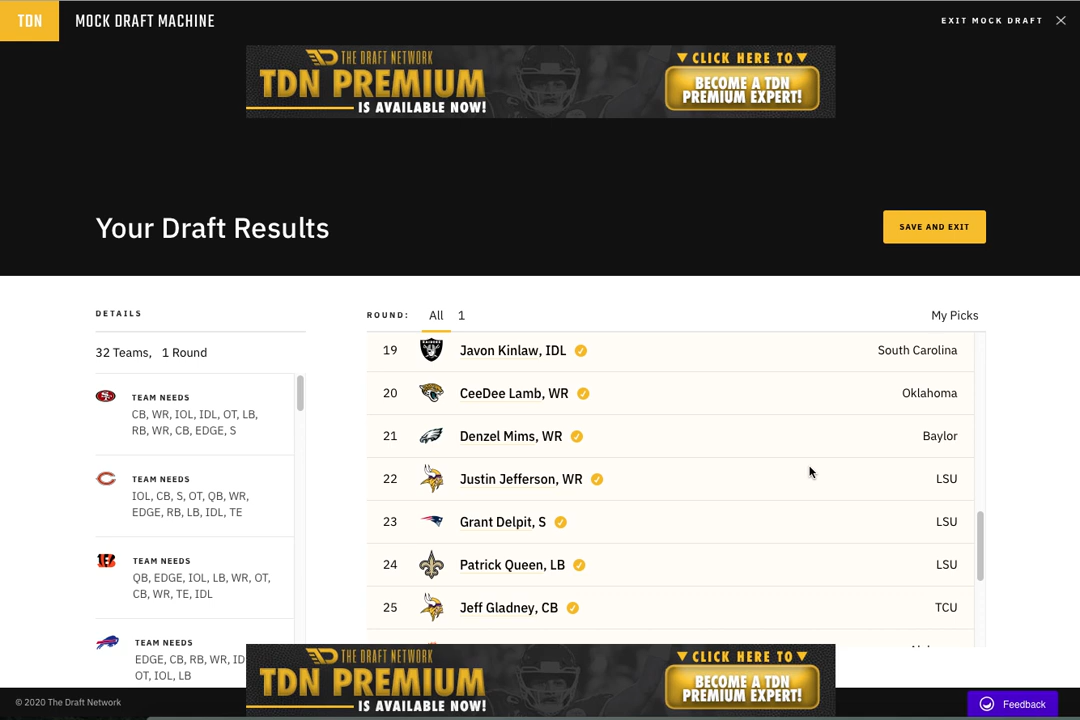 TDN
MOCK DRAFT MACHINE
EXIT MOCK DRAFT
THE DRAFT NETWORK
TDN PREMIUM
IS AVAILABLE NOW!
CLICK HERE TO
BECOME A TDN
PREMIUM EXPERT!
Your Draft Results
SAVE AND EXIT
DETAILS
32 Teams, 1 Round
TEAM NEEDS
CB, WR, IOL, IDL, OT, LB,
RB, WR, CB, EDGE, S
TEAM NEEDS
IOL, CB, S, OT, QB, WR,
EDGE, RB, LB, IDL, TE
TEAM NEEDS
QB, EDGE, IOL, LB, WR, OT,
CB, WR, TE, IDL
TEAM NEEDS
EDGE, CB, RB, WR, ID
OT, IOL, LB
ROUND: All 1 My Picks
19 Javon Kinlaw, IDL South Carolina
20 CeeDee Lamb, WR Oklahoma
21 Denzel Mims, WR Baylor
22 Justin Jefferson, WR LSU
23 Grant Delpit, S LSU
24 Patrick Queen, LB LSU
25 Jeff Gladney, CB TCU
THE DRAFT NETWORK
TDN PREMIUM
IS AVAILABLE NOW!
CLICK HERE TO
BECOME A TDN
PREMIUM EXPERT!
© 2020 The Draft Network
Feedback